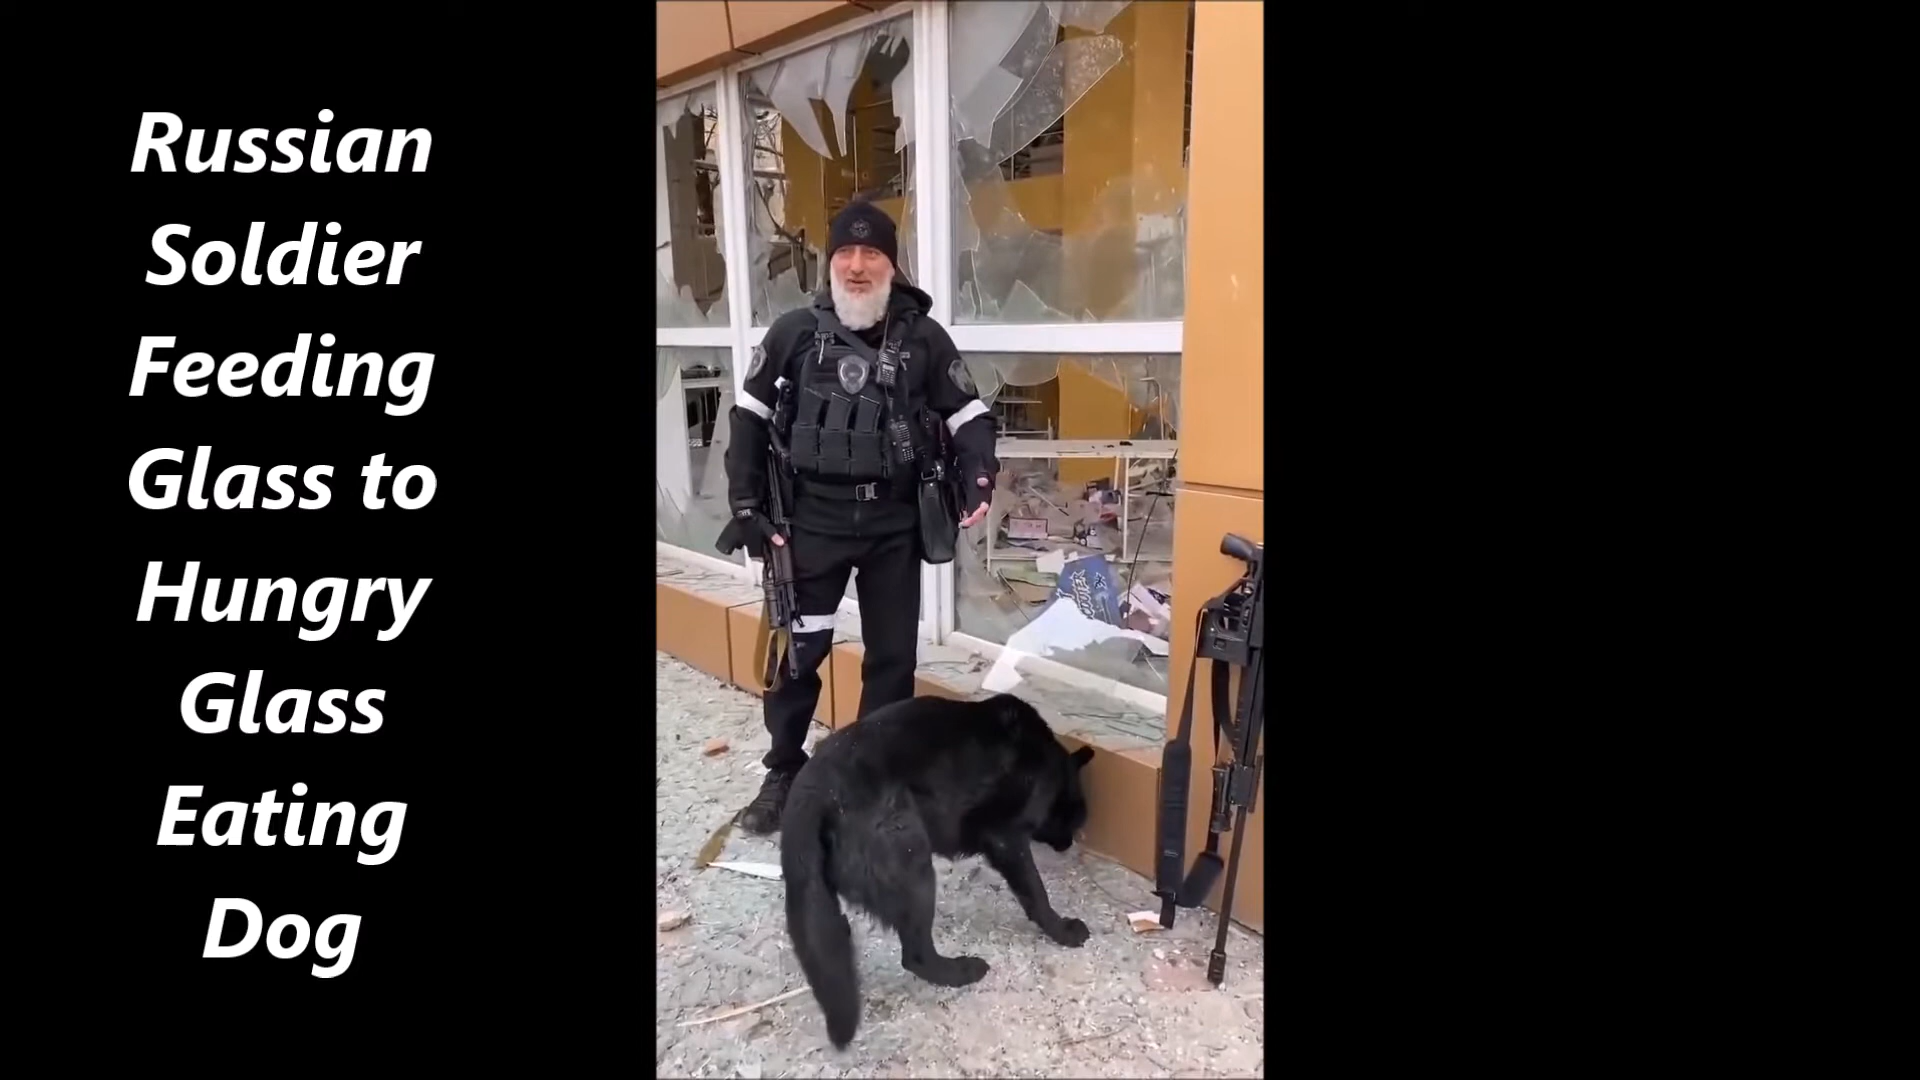 Russian
Soldier
Feeding
Glass to
Hungry
Glass
Eating
Dog